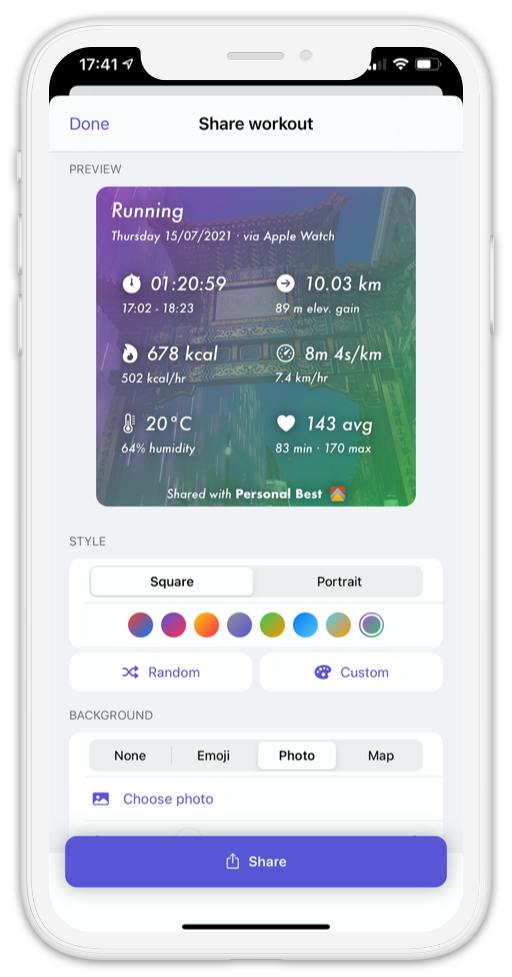 17:41
Done
Share workout
PREVIEW
Running
Thursday 15/07/2021 · via Apple Watch
01:20:59
17:02 - 18:23
10.03 km
89 m elev. gain
678 kcal
502 kcal/hr
8m 4s/km
7.4 km/hr
20°C
64% humidity
143 avg
83 min · 170 max
Shared with Personal Best
STYLE
Square
Portrait
Random
Custom
BACKGROUND
None
Emoji
Photo
Map
Choose photo
Share